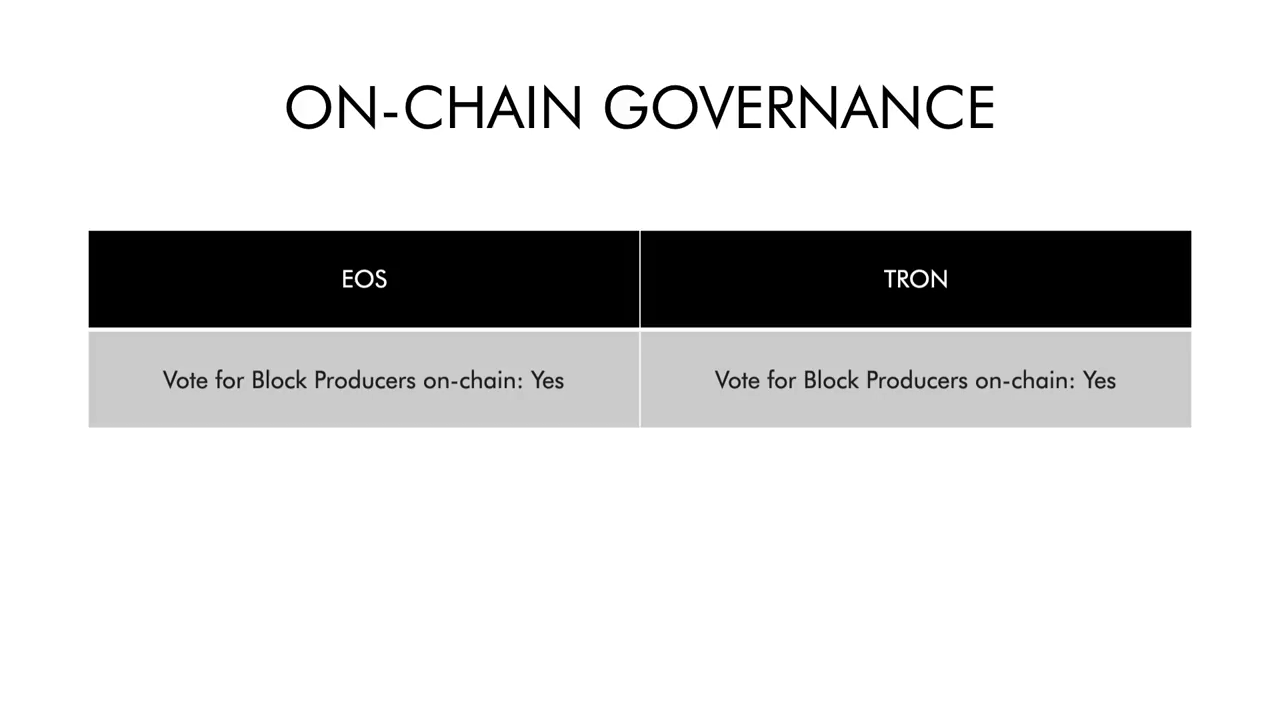 ON-CHAIN GOVERNANCE
EOS
TRON
Vote for Block Producers on-chain: Yes
Vote for Block Producers on-chain: Yes